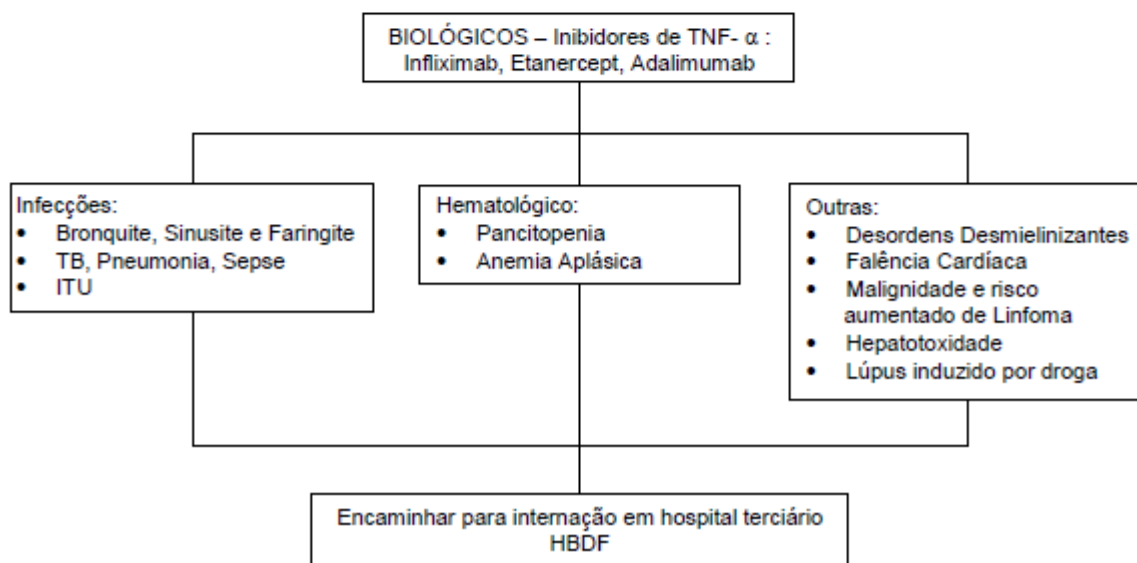 BIOLÓGICOS – Inibidores de TNF- α :
Infliximab, Etanercept, Adalimumab
Infecções:
• Bronquite, Sinusite e Faringite
• TB, Pneumonia, Sepse
• ITU
Hematológico:
• Pancitopenia
• Anemia Aplásica
Outras:
• Desordens Desmielinizantes
• Falência Cardíaca
• Malignidade e risco
aumentado de Linfoma
• Hepatotoxidade
• Lúpus induzido por droga
Encaminhar para internação em hospital terciário
HBDF